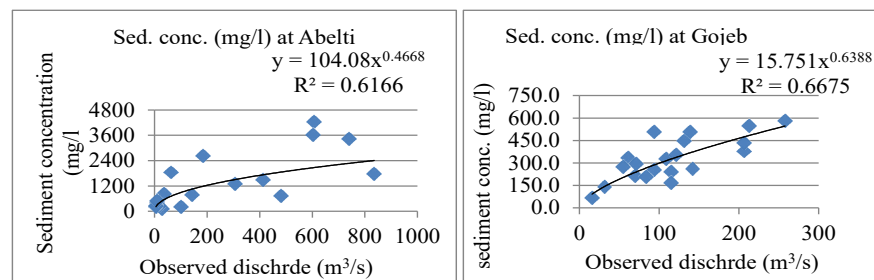 Sed. conc. (mg/l) at Abelti
y = 104.08x^0.4668
R² = 0.6166
Sediment concentration
(mg/l
4800
3600
2400
1200
0
0 200 400 600 800 1000
Observed dischrde (m³/s)
Sed. conc. (mg/l) at Gojeb
y = 15.751x^0.6388
R² = 0.6675
sediment conc. (mg/l)
750.0
600.0
450.0
300.0
150.0
0.0
0 100 200 300
Observed dischrde (m³/s)